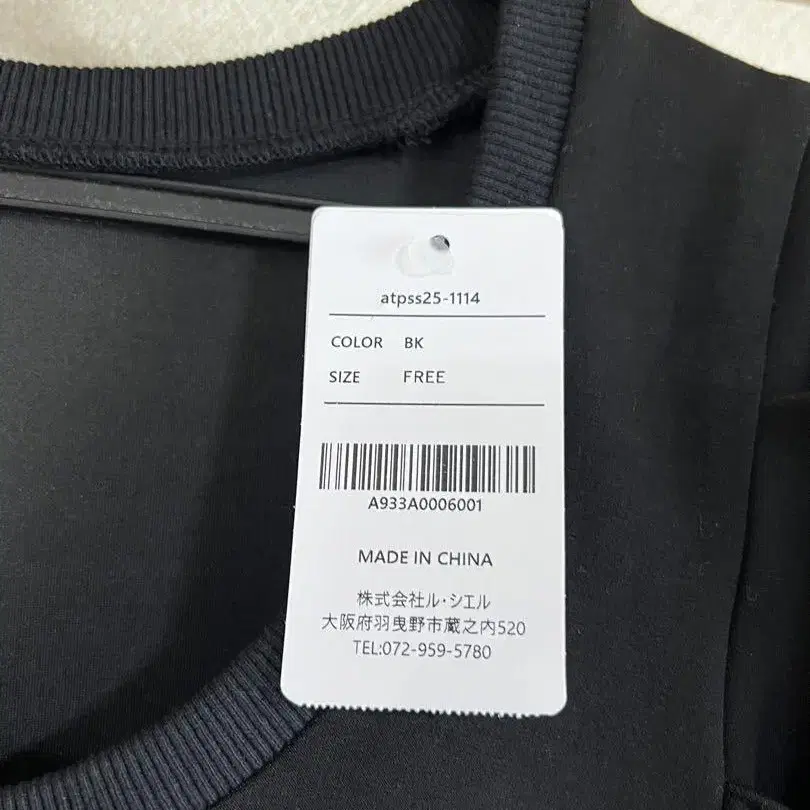 atpss25-1114
COLOR BK
SIZE FREE
A933A0006001
MADE IN CHINA
株式会社ル・シエル
大阪府羽曳野市蔵之内520
TEL:072-959-5780